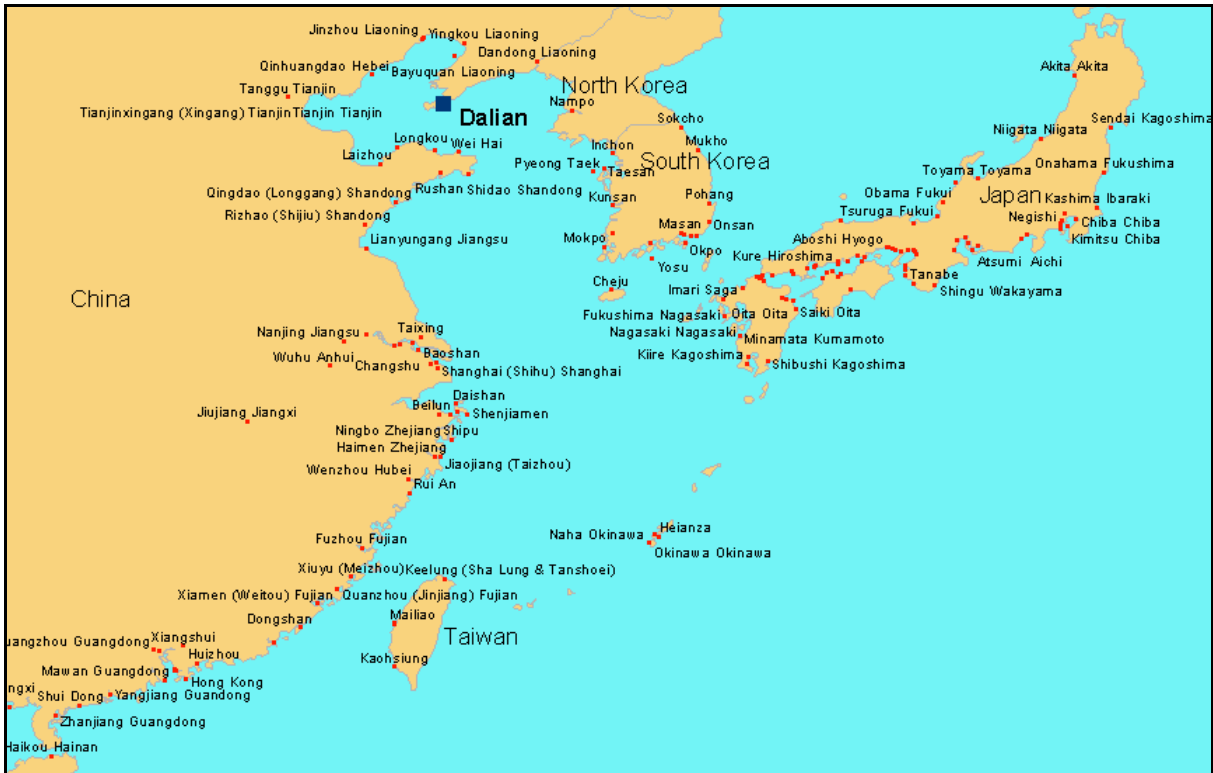 Jinzhou Liaoning
Yingkou Liaoning
Dandong Liaoning
Qinhuangdao Hebei
Bayuquan Liaoning
Akita Akita
Tanggu Tianjin
North Korea
Nampo
Tianjinxingang (Xingang) TianjinTianjin Tianjin
Dalian
Sokcho
Sendai Kagoshima
Longkou
Wei Hai
Inchon
Mukho
Niigata Niigata
Laizhou
Pyeong Taek
South Korea
Onahama Fukushima
Taesan
Toyama Toyama
Qingdao (Longgang) Shandong
Rushan
Shidao Shandong
Kunsan
Pohang
Obama Fukui
Japan
Kashima Ibaraki
Rizhao (Shijiu) Shandong
Tsuruga Fukui
Negishi
Chiba Chiba
Masan
Onsan
Lianyungang Jiangsu
Mokpo
Okpo
Aboshi Hyogo
Kimitsu Chiba
Yosu
Kure Hiroshima
Atsumi Aichi
Cheju
Imari Saga
Tanabe
China
Shingu Wakayama
Fukushima Nagasaki
Oita Oita
Saiki Oita
Nanjing Jiangsu
Taixing
Nagasaki Nagasaki
Minamata Kumamoto
Wuhu Anhui
Baoshan
Kiire Kagoshima
Changshu
Shanghai (Shihu) Shanghai
Shibushi Kagoshima
Daishan
Jiujiang Jiangxi
Beilun
Shenjiamen
Ningbo Zhejiang
Shipu
Haimen Zhejiang
Jiaojiang (Taizhou)
Wenzhou Hubei
Rui An
Heianza
Naha Okinawa
Fuzhou Fujian
Okinawa Okinawa
Xiuyu (Meizhou)
Keelung (Sha Lung & Tanshoei)
Xiamen (Weitou) Fujian
Quanzhou (Jinjiang) Fujian
Dongshan
Mailiao
Taiwan
uangzhou Guangdong
Xiangshui
Huizhou
Kaohsiung
Mawan Guangdong
Hong Kong
ngxi
Shui Dong
Yangjiang Guandong
Zhanjiang Guangdong
Haikou Hainan